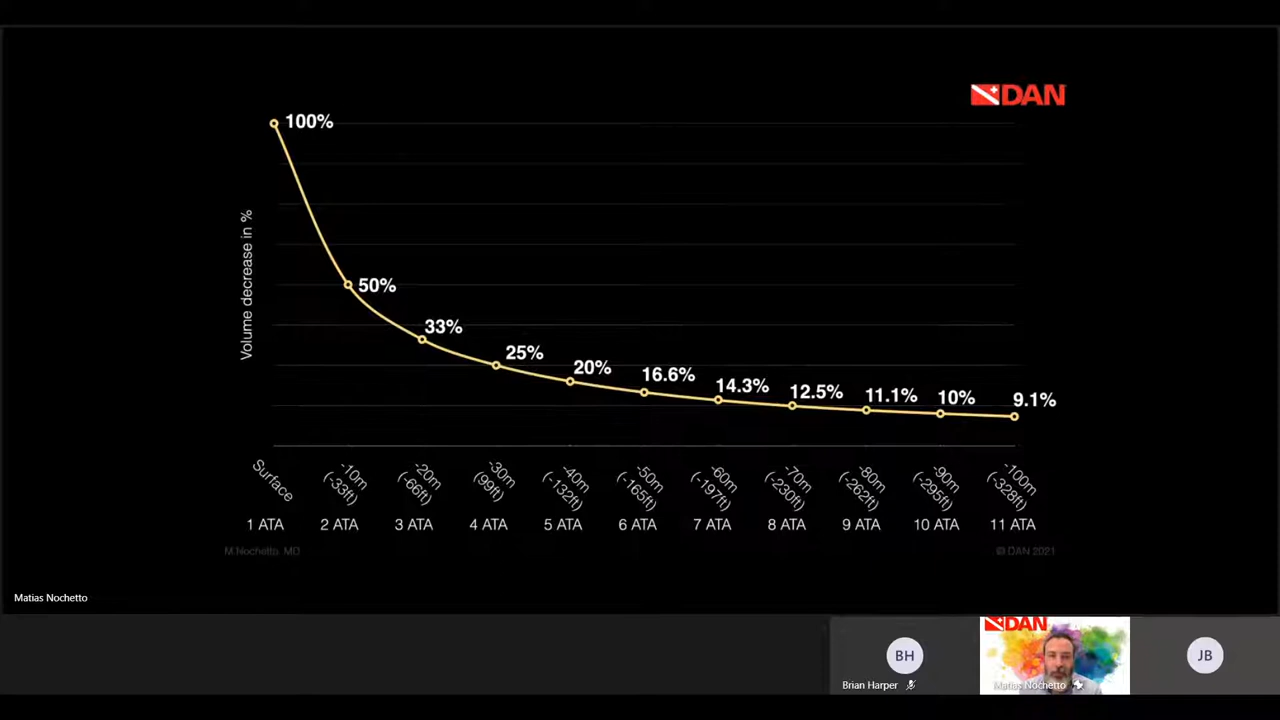 DAN
100%
50%
33%
25%
20%
16.6%
14.3%
12.5%
11.1%
10%
9.1%
Volume decrease in %
Surface
-10m
(-33ft)
-20m
(-66ft)
-30m
(99ft)
-40m
(-132ft)
-50m
(-165ft)
-60m
(-197ft)
-70m
(-230ft)
-80m
(-262ft)
-90m
(-295ft)
-100m
(-328ft)
1 ATA
2 ATA
3 ATA
4 ATA
5 ATA
6 ATA
7 ATA
8 ATA
9 ATA
10 ATA
11 ATA
M.Nochetto, MD
© DAN 2021
Matias Nochetto
DAN
BH
Brian Harper
Matias Nochetto
JB